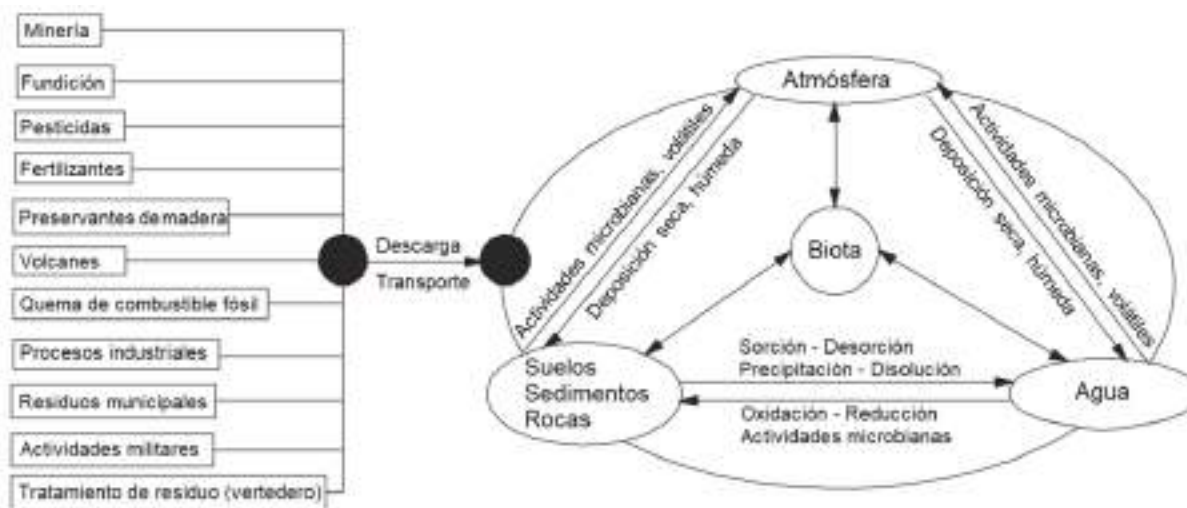 Minería
Fundición
Pesticidas
Fertilizantes
Preservantes de madera
Volcanes
Quema de combustible fósil
Procesos industriales
Residuos municipales
Actividades militares
Tratamiento de residuo (vertedero)
Descarga
Transporte
Atmósfera
Actividades microbianas, volátiles
Deposición seca, húmeda
Deposición seca, húmeda
Actividades microbianas, volátiles
Biota
Suelos
Sedimentos
Rocas
Sorción - Desorción
Precipitación - Disolución
Oxidación - Reducción
Actividades microbianas
Agua